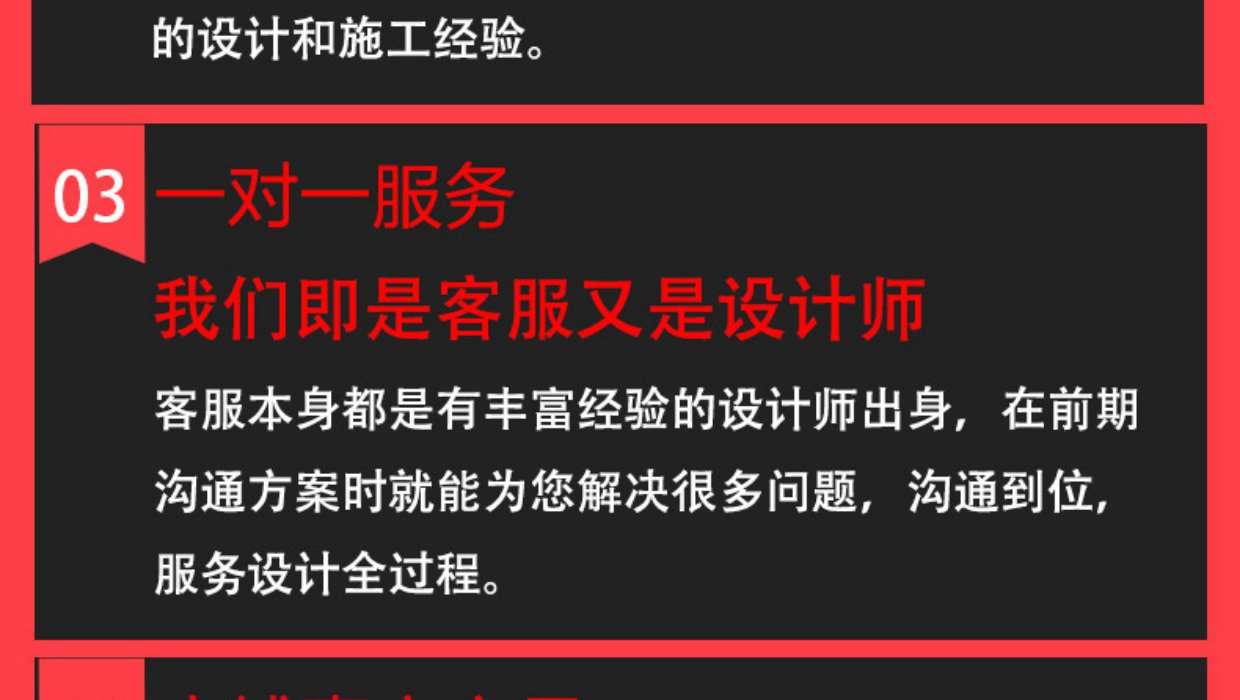 的设计和施工经验。
03
一对一服务
我们即是客服又是设计师
客服本身都是有丰富经验的设计师出身，在前期
沟通方案时就能为您解决很多问题，沟通到位，
服务设计全过程。